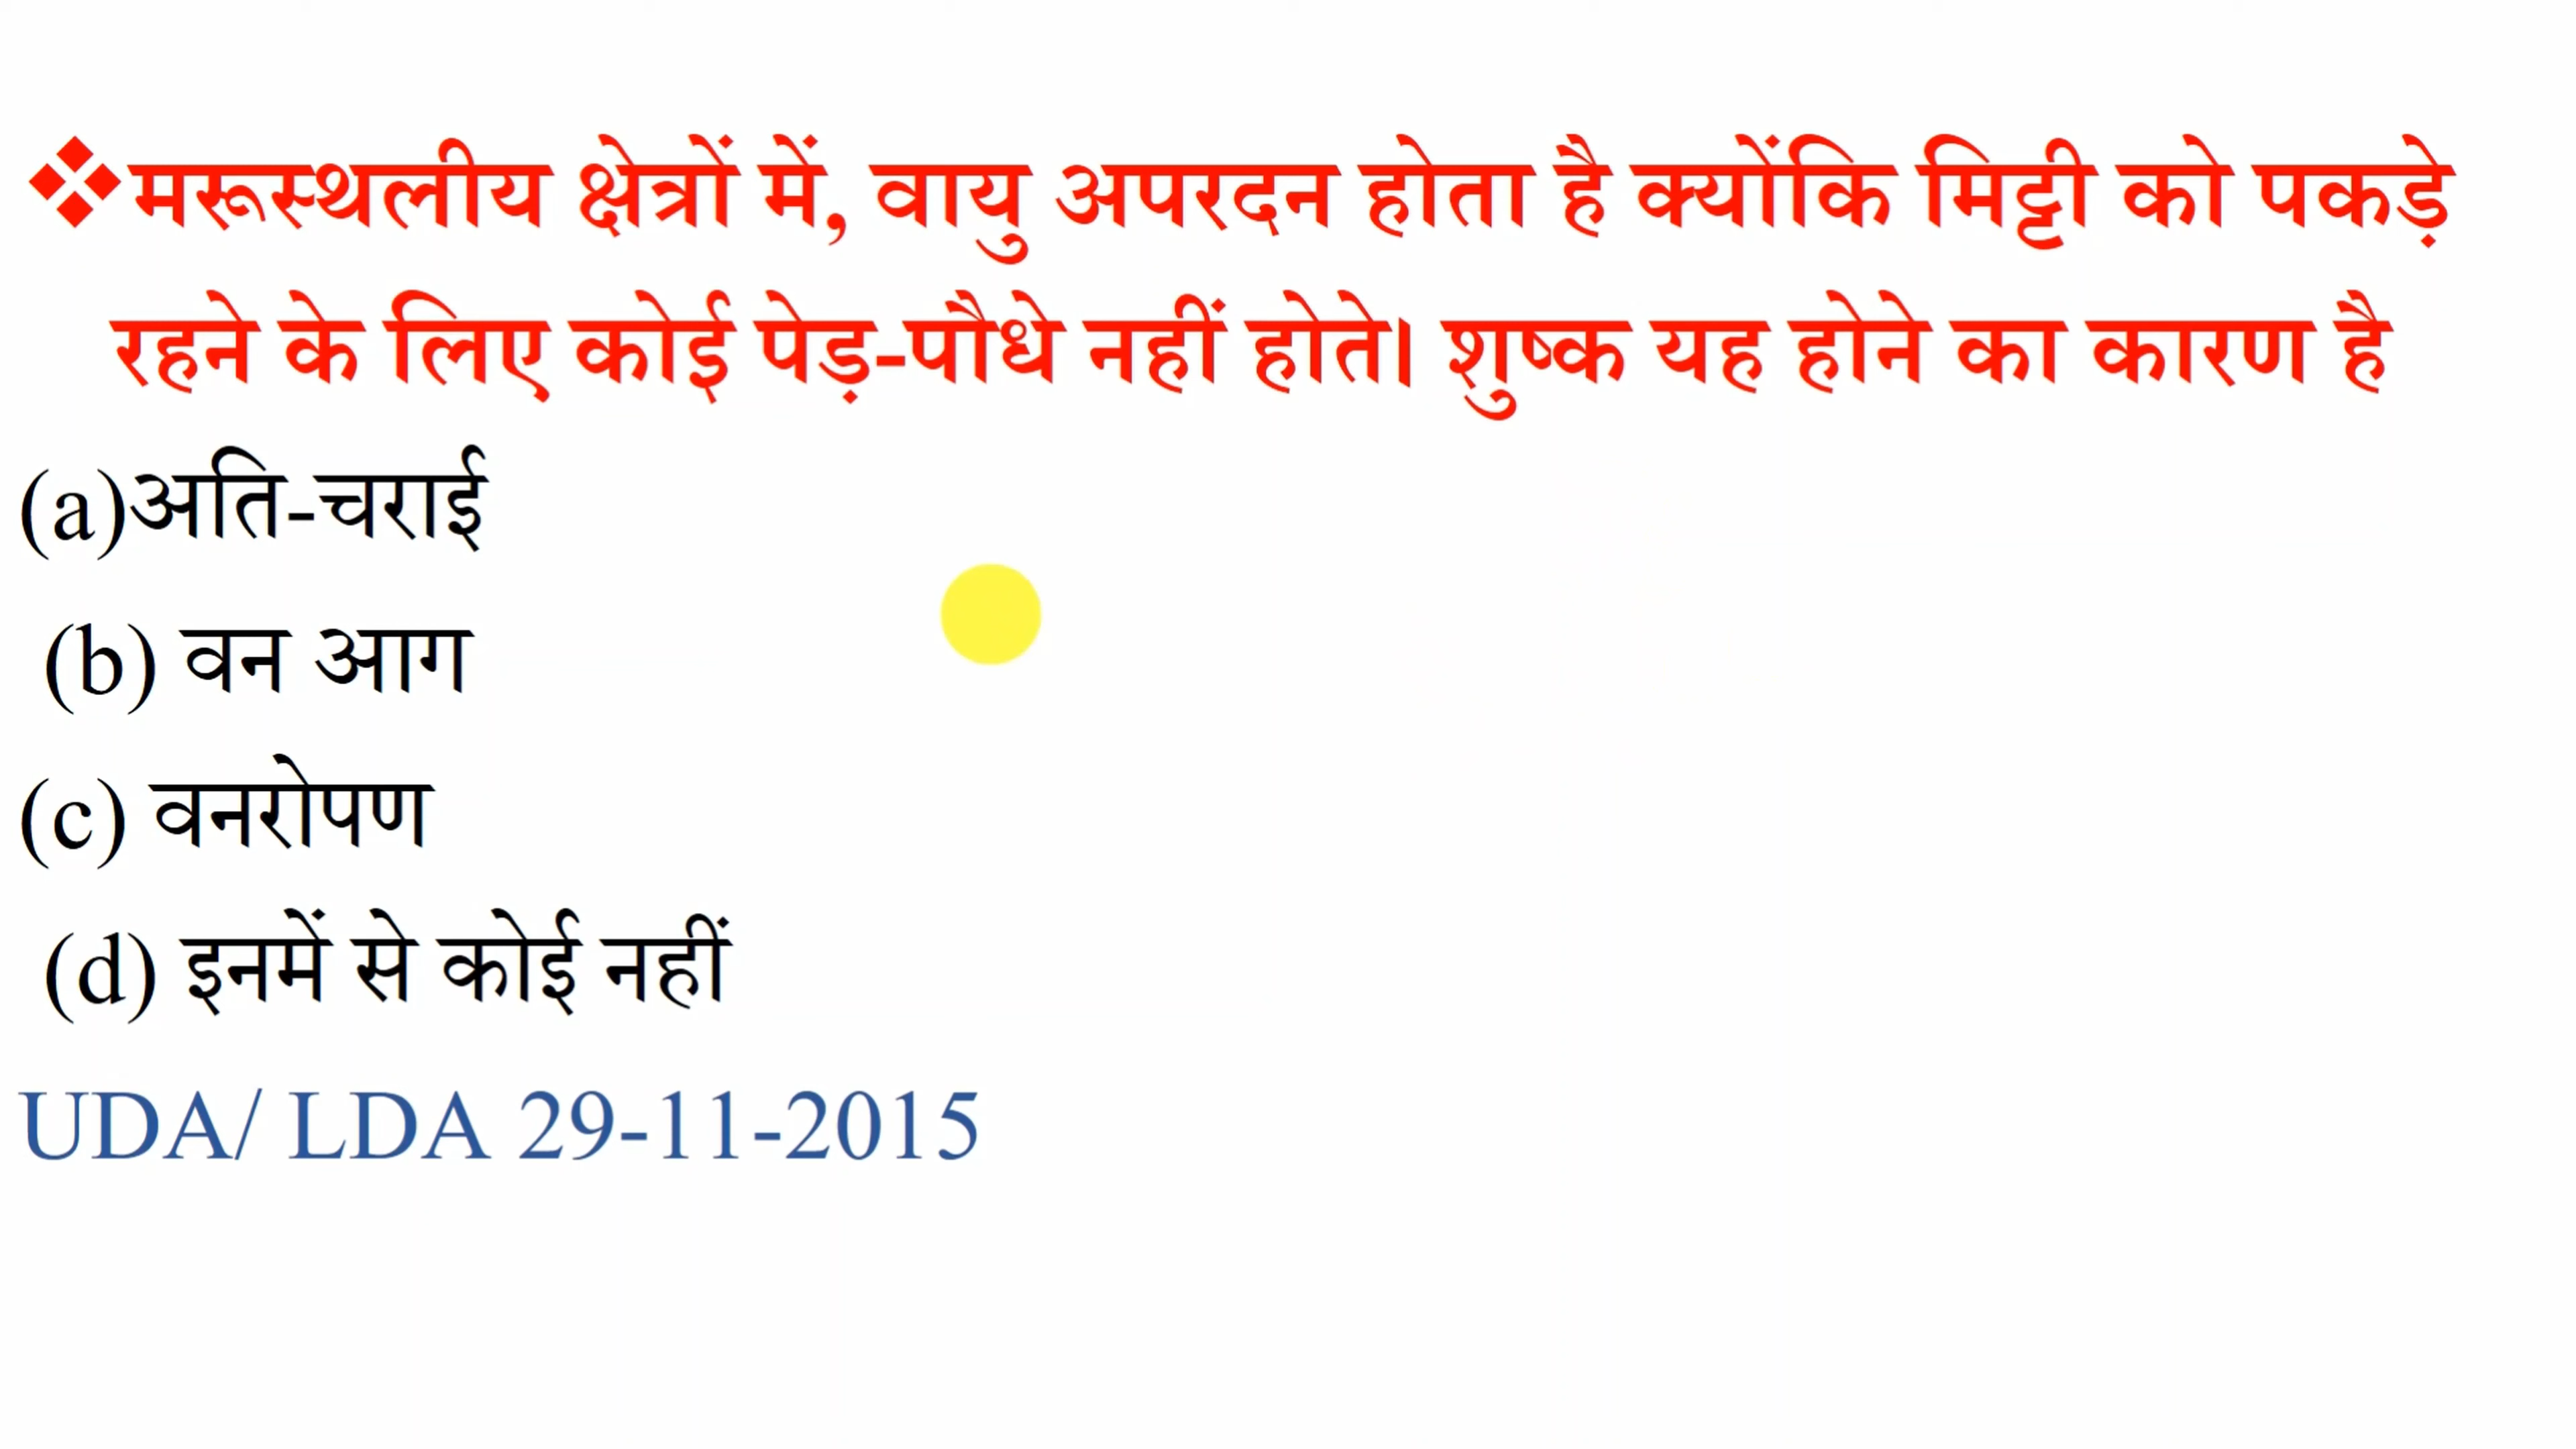 ❖मरूस्थलीय क्षेत्रों में, वायु अपरदन होता है क्योंकि मिट्टी को पकड़े
रहने के लिए कोई पेड़-पौधे नहीं होते। शुष्क यह होने का कारण है
(a)अति-चराई
(b) वन आग
(c) वनरोपण
(d) इनमें से कोई नहीं
UDA/ LDA 29-11-2015